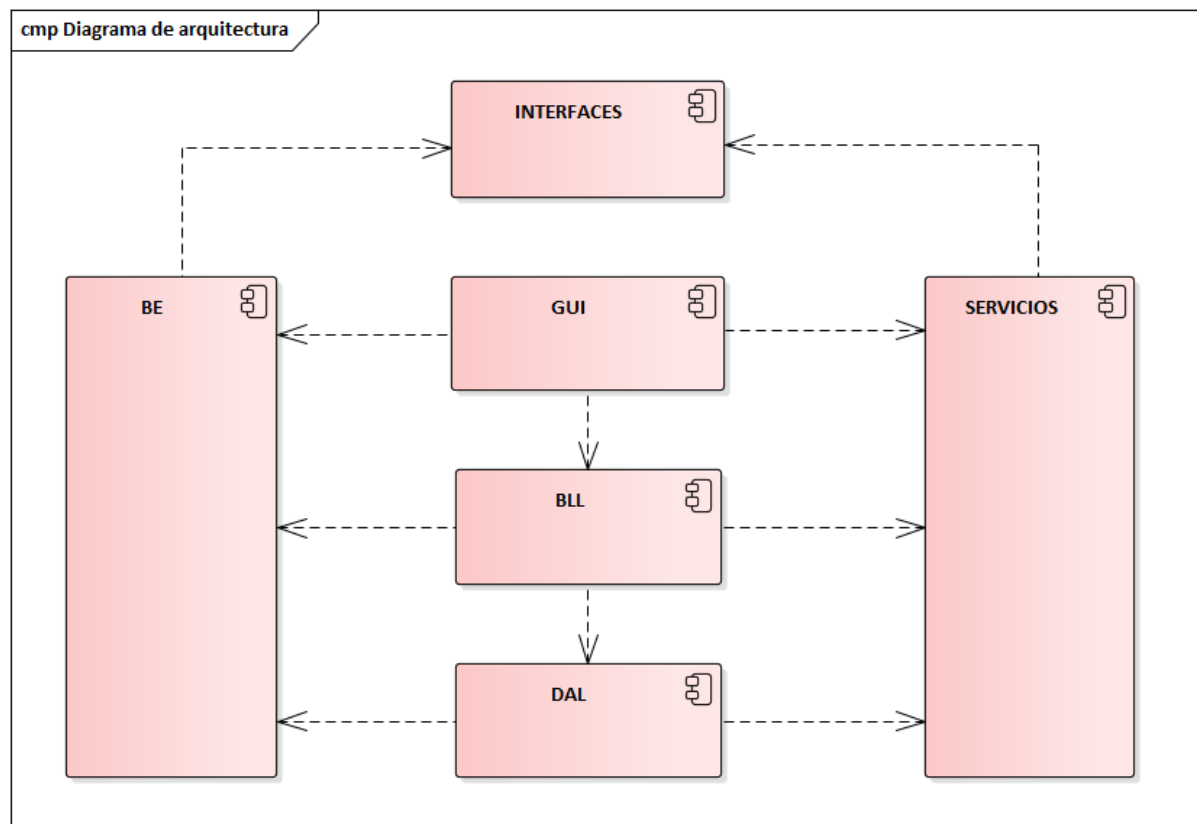 cmp Diagrama de arquitectura
INTERFACES
BE
GUI
SERVICIOS
BLL
DAL